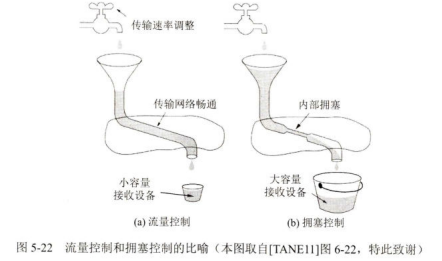 传输速率调整
传输网络畅通
内部拥塞
小容量
接收设备
大容量
接收设备
(a) 流量控制
(b) 拥塞控制
图 5-22 流量控制和拥塞控制的比喻（本图取自[TANE11]图 6-22，特此致谢）